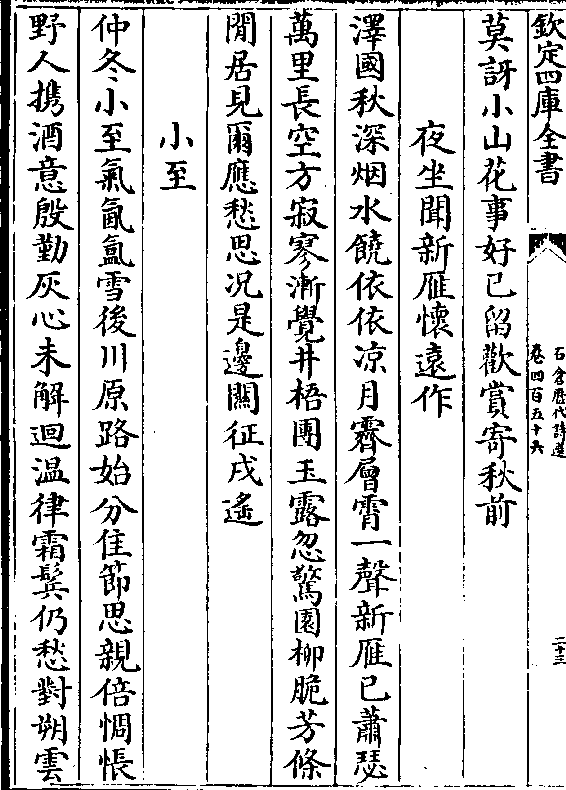 欽定四庫全書
石倉歷代詩選
卷四百五十六
二十三
莫訝小山花事好已留歡賞寄秋前
夜坐聞新雁懷遠作
澤國秋深烟水饒依依凉月霽層霄一聲新雁已蕭瑟
萬里長空方寂寥漸覺井梧團玉露忽驚園柳脆芳條
閒居見爾應愁思况是邊關征戍遙
小至
仲冬小至氣氤氳雪後川原路始分佳節思親倍惆悵
野人携酒意殷勤灰心未解迴温律霜鬂仍愁對朔雲